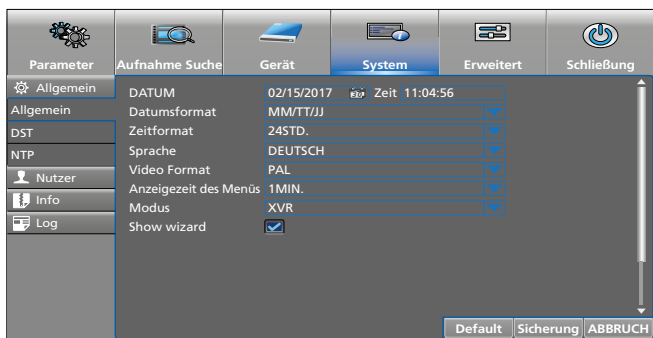 Parameter Aufnahme Suche Gerät System Erweitert Schließung
Allgemein
Allgemein
DST
NTP
Nutzer
Info
Log
DATUM 02/15/2017 Zeit 11:04:56
Datumsformat MM/TT/JJ
Zeitformat 24STD.
Sprache DEUTSCH
Video Format PAL
Anzeigezeit des Menüs 1MIN.
Modus XVR
Show wizard
Default Sicherung ABBRUCH